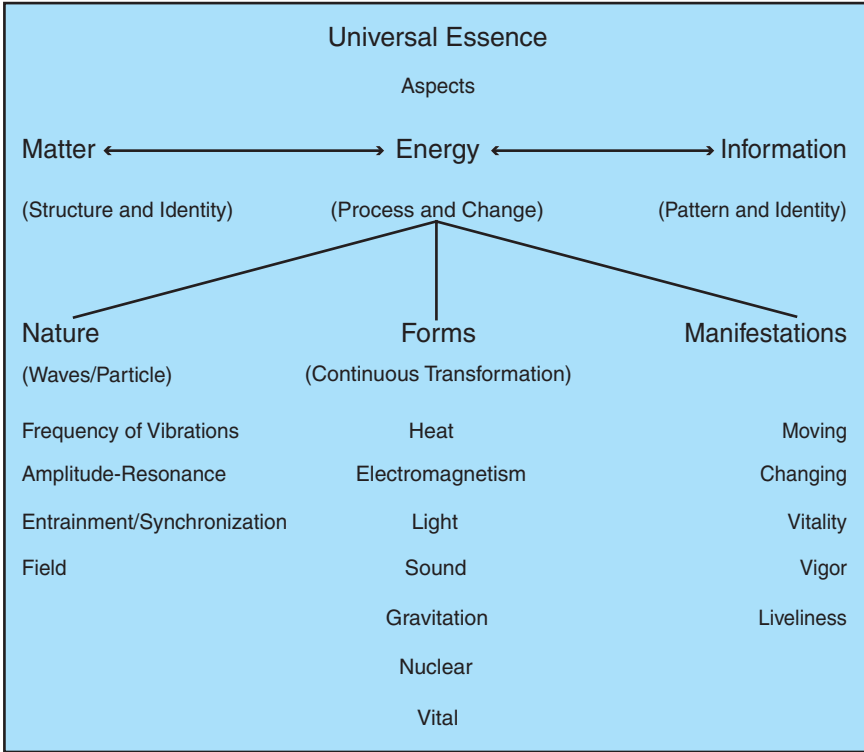 Universal Essence
Aspects
Matter Energy Information
(Structure and Identity) (Process and Change) (Pattern and Identity)
Nature Forms Manifestations
(Waves/Particle) (Continuous Transformation)
Frequency of Vibrations Heat Moving
Amplitude-Resonance Electromagnetism Changing
Entrainment/Synchronization Light Vitality
Field Sound Vigor
Gravitation Liveliness
Nuclear
Vital